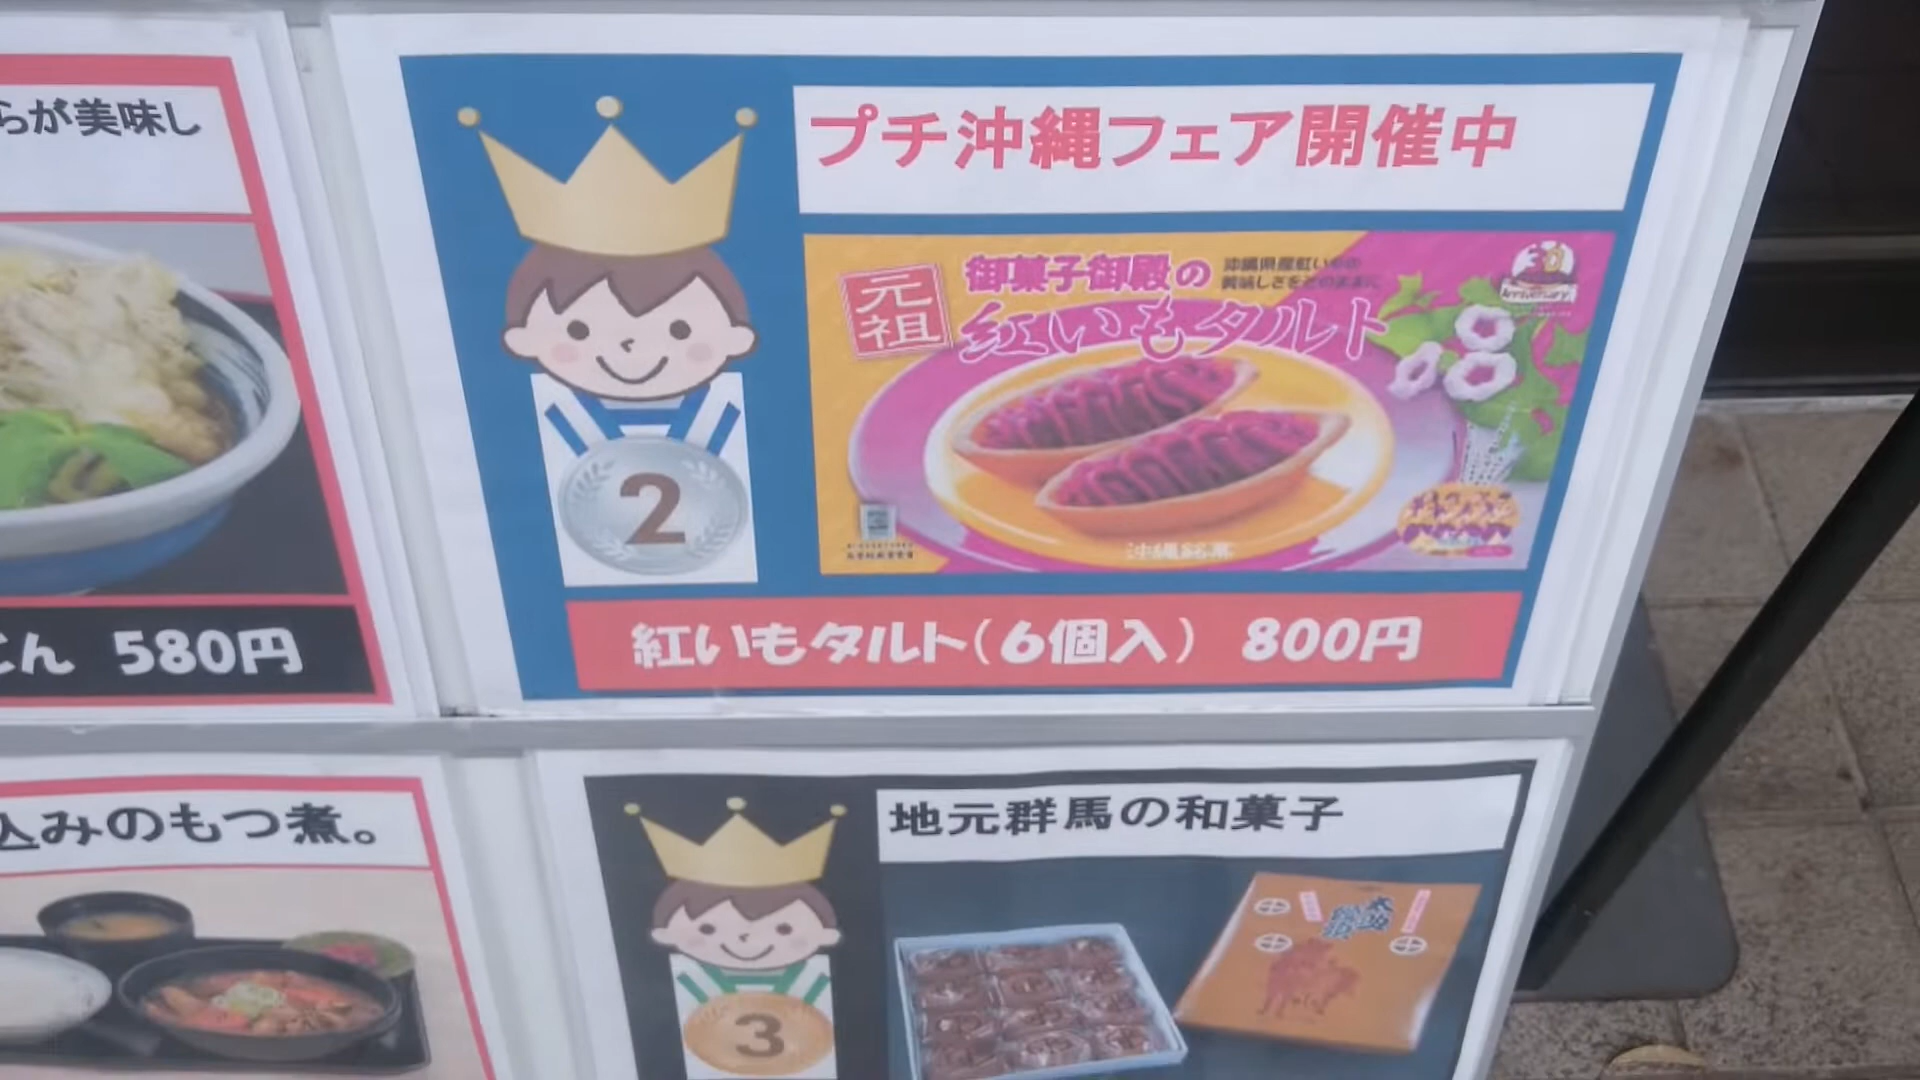 らが美味し
580円
込みのもつ煮。
プチ沖縄フェア開催中
元祖
御菓子御殿の
沖縄県産紅いもの
美味しさをそのままに
紅いもタルト
30
沖縄銘菓
2
紅いもタルト(6個入) 800円
地元群馬の和菓子
3